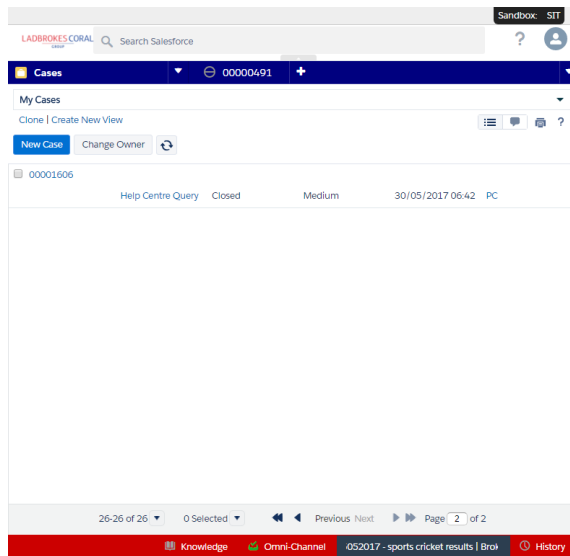 Sandbox: SIT
LADBROKES CORAL
GROUP
Search Salesforce
?
Cases 00000491
My Cases
Clone | Create New View
?
New Case Change Owner
00001606
Help Centre Query Closed Medium 30/05/2017 06:42 PC
26-26 of 26 0 Selected Previous Next Page 2 of 2
Knowledge Omni-Channel 052017 - sports cricket results | Brok History